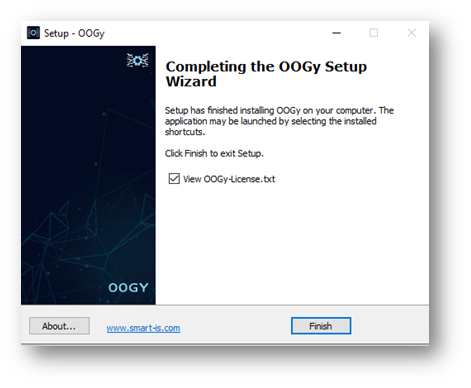 Setup - OOGy
Completing the OOGy Setup
Wizard
Setup has finished installing OOGy on your computer. The
application may be launched by selecting the installed
shortcuts.
Click Finish to exit Setup.
View OOGy-License.txt
OOGY
About...
www.smart-is.com
Finish